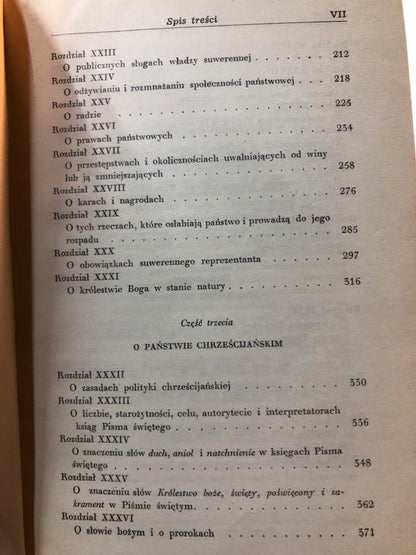 Spis treści VII
Rozdział XXIII
O publicznych sługach władzy suwerennej . . . . . 212
Rozdział XXIV
O odżywianiu i rozmnażaniu społeczności państwowej . . . 218
Rozdział XXV
O radzie . . . . . . . . . . . . . . . 225
Rozdział XXVI
O prawach państwowych . . . . . . . . . . . 234
Rozdział XXVII
O przestępstwach i okolicznościach uwalniających od winy
lub ją zmniejszających . . . . . . . . . . . 258
Rozdział XXVIII
O karach i nagrodach . . . . . . . . . . . . 276
Rozdział XXIX
O tych rzeczach, które osłabiają państwo i prowadzą do jego
rozpadu . . . . . . . . . . . . . . . 285
Rozdział XXX
O obowiązkach suwerennego reprezentanta . . . . . 297
Rozdział XXXI
O królestwie Boga w stanie natury . . . . . . . . 316
Część trzecia
O PAŃSTWIE CHRZEŚCIJAŃSKIM
Rozdział XXXII
O zasadach polityki chrześcijańskiej . . . . . . . . 330
Rozdział XXXIII
O liczbie, starożytności, celu, autorytecie i interpretatorach
ksiąg Pisma świętego . . . . . . . . . . . . 336
Rozdział XXXIV
O znaczeniu słów duch, anioł i natchnienie w księgach Pisma
świętego . . . . . . . . . . . . . . . 348
Rozdział XXXV
O znaczeniu słów Królestwo boże, święty, poświęcony i sa-
krament w Piśmie świętym . . . . . . . . . . 362
Rozdział XXXVI
O słowie bożym i o prorokach . . . . . . . . . 371